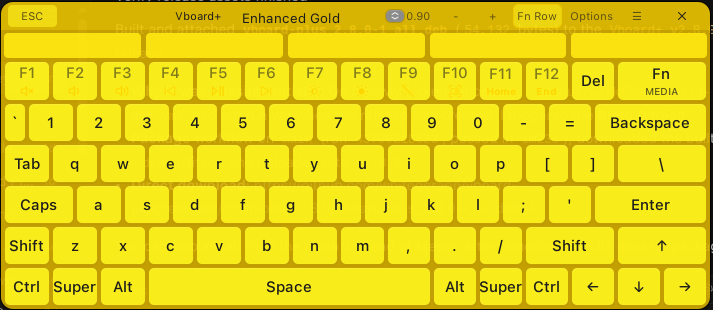 ESC Vboard+ Enhanced Gold 0.90 - + Fn Row Options ☰ ✕
F1 F2 F3 F4 F5 F6 F7 F8 F9 F10 F11 F12 Del Fn
Home End MEDIA
` 1 2 3 4 5 6 7 8 9 0 - = Backspace
Tab q w e r t y u i o p [ ] \
Caps a s d f g h j k l ; ' Enter
Shift z x c v b n m , . / Shift ↑
Ctrl Super Alt Space Alt Super Ctrl ← ↓ →